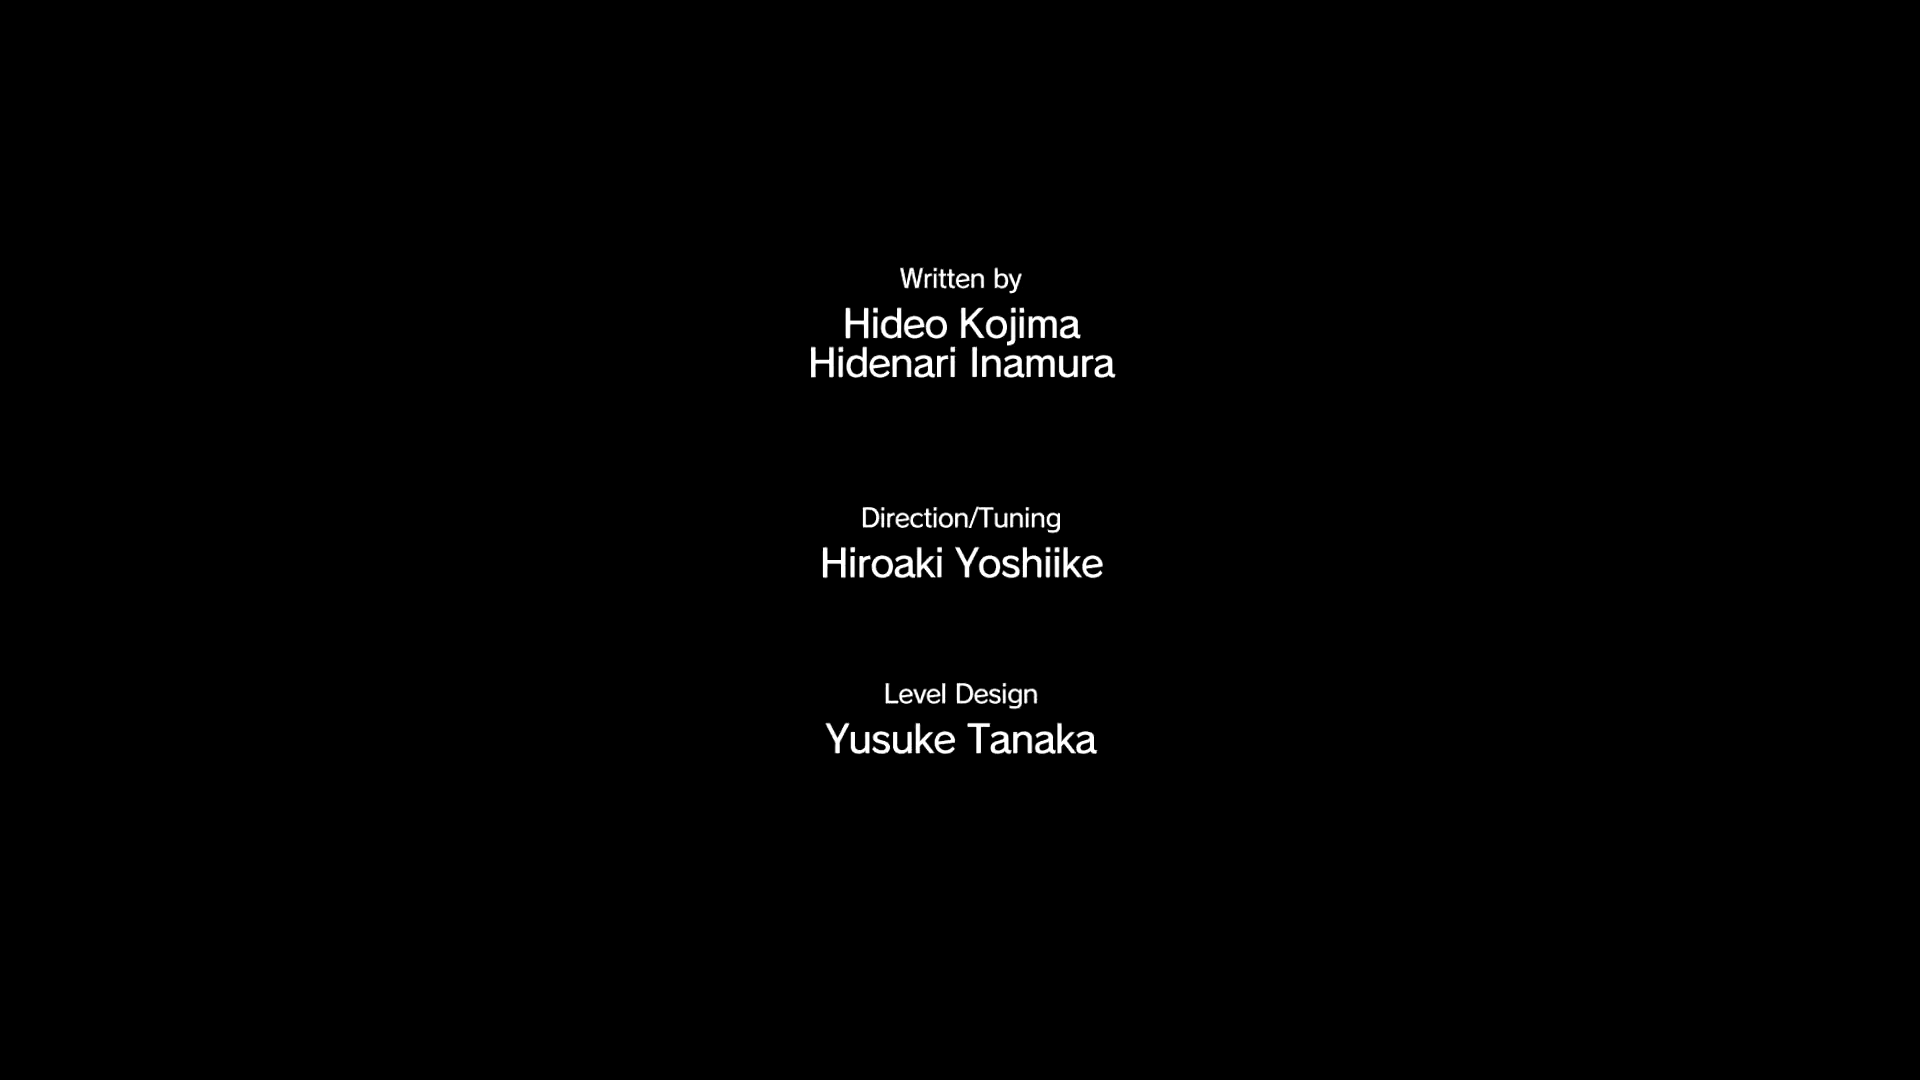 Written by
Hideo Kojima
Hidenari Inamura
Direction/Tuning
Hiroaki Yoshiike
Level Design
Yusuke Tanaka